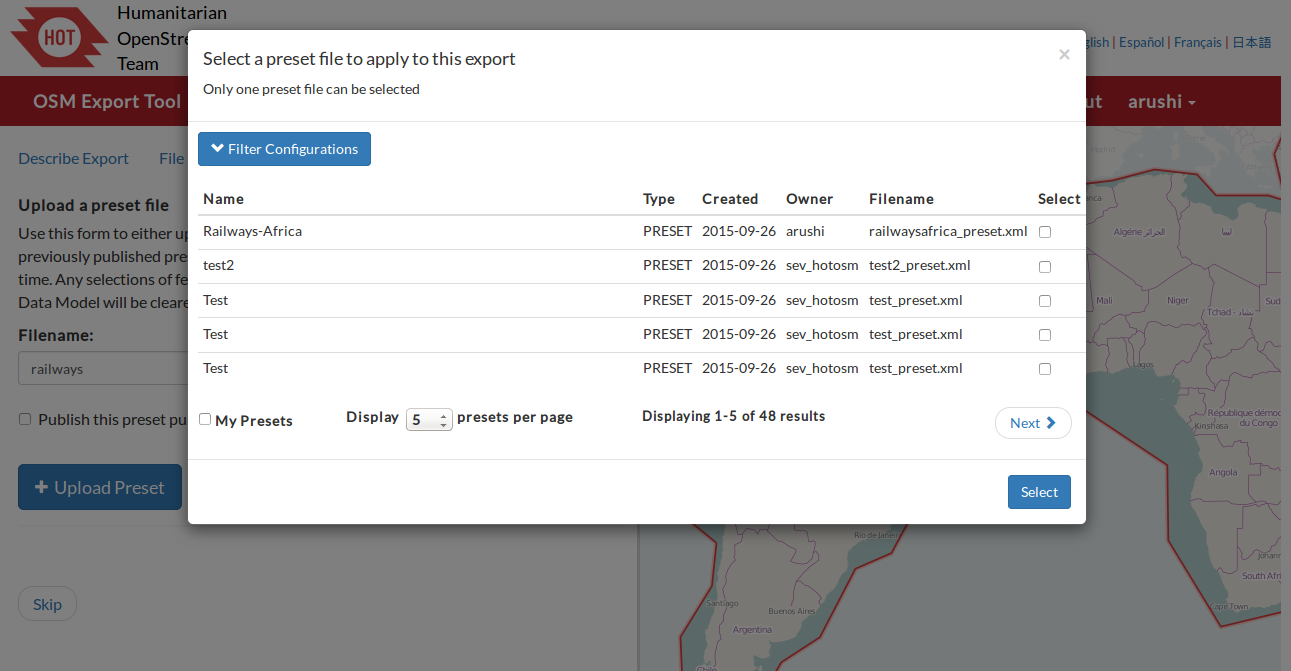 Humanitarian
HOT
OpenStre
Team
Español | Français | 日本語
OSM Export Tool
arushi
Describe Export
File
Upload a preset file
Use this form to either up
previously published pre
time. Any selections of fe
Data Model will be cleare
Filename:
railways
Publish this preset pu
Upload Preset
Skip
Select a preset file to apply to this export
×
Only one preset file can be selected
Filter Configurations
Name Type Created Owner Filename Select
Railways-Africa PRESET 2015-09-26 arushi railwaysafrica_preset.xml
test2 PRESET 2015-09-26 sev_hotosm test2_preset.xml
Test PRESET 2015-09-26 sev_hotosm test_preset.xml
Test PRESET 2015-09-26 sev_hotosm test_preset.xml
Test PRESET 2015-09-26 sev_hotosm test_preset.xml
My Presets Display 5 presets per page Displaying 1-5 of 48 results Next
Select
Madrid
Algérie الجزائر
ليبيا
Mali
Niger
Tchad - تشاد
Sud
Lagos
République démoc
du Congo
Kinshasa
Angola
Johann
South Afri
Cape Town
Rio de Janeiro
Santiago
Buenos Aires
Argentina
Chile